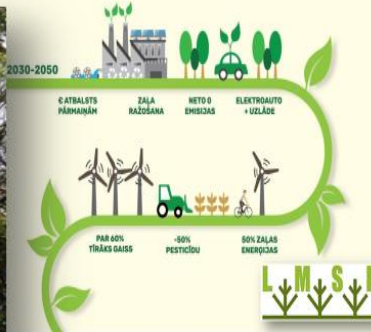 2030-2050
€ ATBALSTS
PĀRMAIŅĀM
ZAĻA
RAŽOŠANA
NETO 0
EMISIJAS
ELEKTROAUTO
+ UZLĀDE
PAR 60%
TĪRĀKS GAISS
-50%
PESTICĪDU
50% ZAĻAS
ENERĢIJAS
L M S